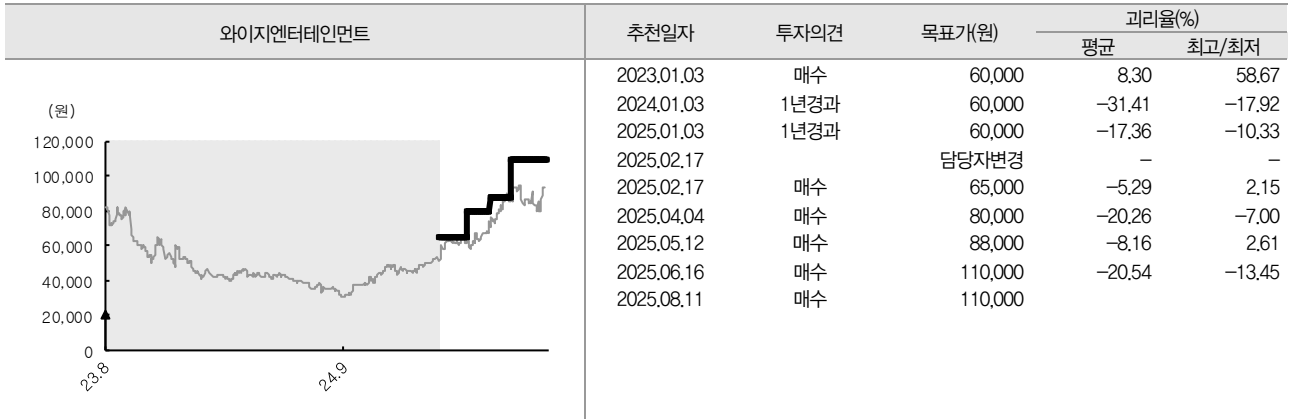 와이지엔터테인먼트
추천일자 투자의견 목표가(원) 괴리율(%)
평균 최고/최저
2023.01.03 매수 60,000 8.30 58.67
2024.01.03 1년경과 60,000 −31.41 −17.92
2025.01.03 1년경과 60,000 −17.36 −10.33
2025.02.17 담당자변경 − −
2025.02.17 매수 65,000 −5.29 2.15
2025.04.04 매수 80,000 −20.26 −7.00
2025.05.12 매수 88,000 −8.16 2.61
2025.06.16 매수 110,000 −20.54 −13.45
2025.08.11 매수 110,000
(원)
120,000
100,000
80,000
60,000
40,000
20,000
0
23.8 24.9